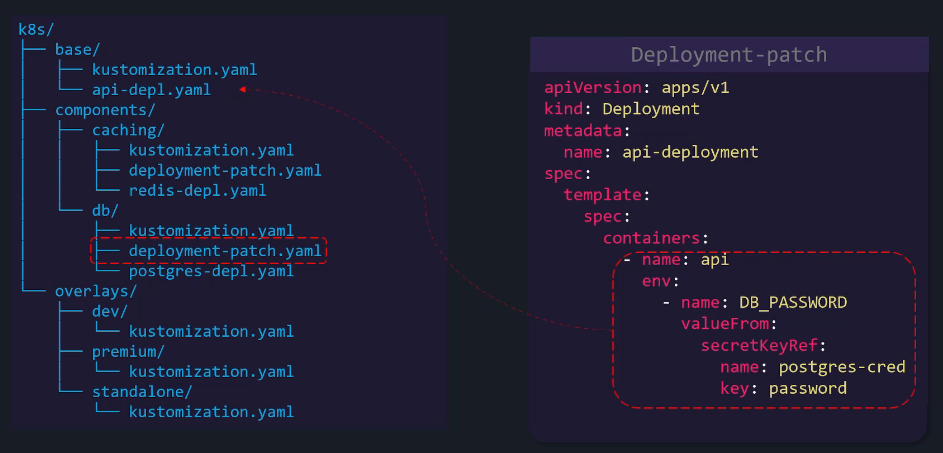 k8s/
├── base/
│   ├── kustomization.yaml
│   └── api-depl.yaml
├── components/
│   ├── caching/
│   │   ├── kustomization.yaml
│   │   ├── deployment-patch.yaml
│   │   └── redis-depl.yaml
│   └── db/
│       ├── kustomization.yaml
│       ├── deployment-patch.yaml
│       └── postgres-depl.yaml
└── overlays/
    ├── dev/
    │   └── kustomization.yaml
    ├── premium/
    │   └── kustomization.yaml
    └── standalone/
        └── kustomization.yaml
Deployment-patch
apiVersion: apps/v1
kind: Deployment
metadata:
  name: api-deployment
spec:
  template:
    spec:
      containers:
        - name: api
          env:
            - name: DB_PASSWORD
              valueFrom:
                secretKeyRef:
                  name: postgres-cred
                  key: password